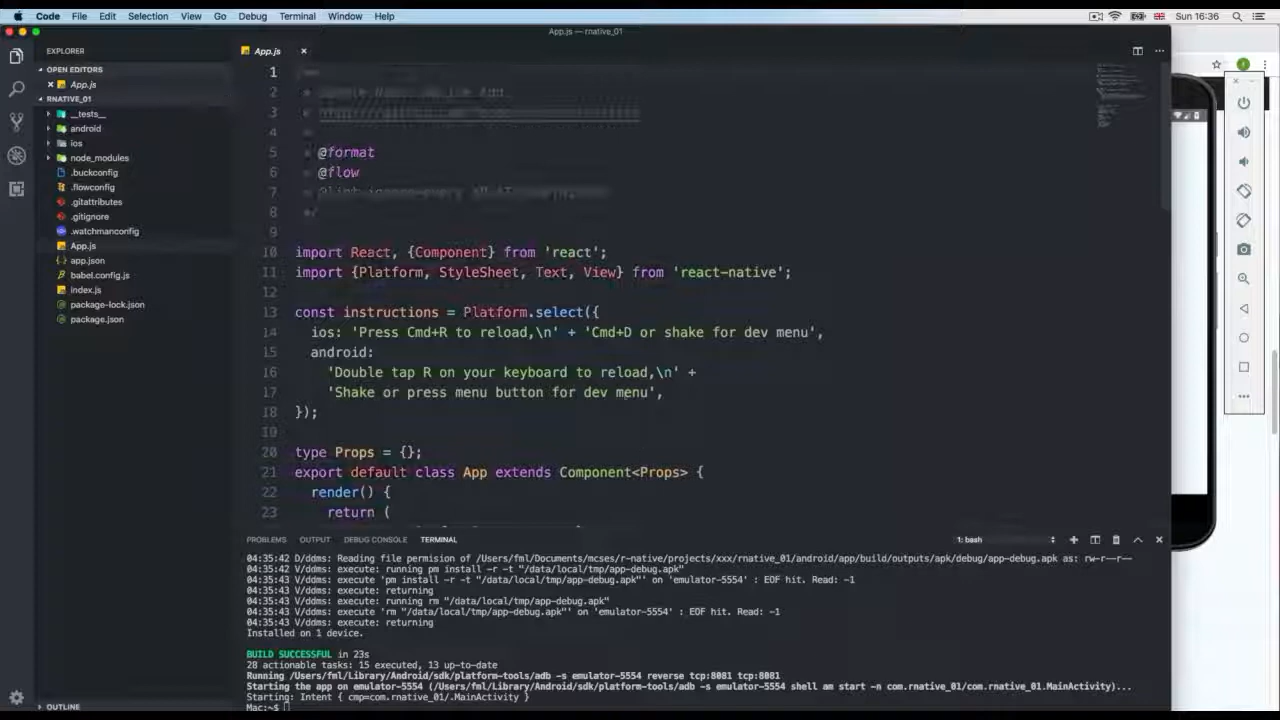 Code File Edit Selection View Go Debug Terminal Window Help Sun 16:36
App.js — rnative_01
EXPLORER
OPEN EDITORS
App.js
RNATIVE_01
__tests__
android
ios
node_modules
.buckconfig
.flowconfig
.gitattributes
.gitignore
.watchmanconfig
App.js
app.json
babel.config.js
index.js
package-lock.json
package.json
OUTLINE
App.js
1
2
3
4
5 @format
6 @flow
7
8
9
10 import React, {Component} from 'react';
11 import {Platform, StyleSheet, Text, View} from 'react-native';
12
13 const instructions = Platform.select({
14 ios: 'Press Cmd+R to reload,\n' + 'Cmd+D or shake for dev menu',
15 android:
16 'Double tap R on your keyboard to reload,\n' +
17 'Shake or press menu button for dev menu',
18 });
19
20 type Props = {};
21 export default class App extends Component<Props> {
22 render() {
23 return (
PROBLEMS OUTPUT DEBUG CONSOLE TERMINAL 1: bash
04:35:42 D/ddms: Reading file permision of /Users/fml/Documents/mcses/r-native/projects/xxx/rnative_01/android/app/build/outputs/apk/debug/app-debug.apk as: rw-r--r--
04:35:42 V/ddms: execute: running pm install -r -t "/data/local/tmp/app-debug.apk"
04:35:43 V/ddms: execute 'pm install -r -t "/data/local/tmp/app-debug.apk"' on 'emulator-5554' : EOF hit. Read: -1
04:35:43 V/ddms: execute: returning
04:35:43 V/ddms: execute: running rm "/data/local/tmp/app-debug.apk"
04:35:43 V/ddms: execute 'rm "/data/local/tmp/app-debug.apk"' on 'emulator-5554' : EOF hit. Read: -1
04:35:43 V/ddms: execute: returning
Installed on 1 device.
BUILD SUCCESSFUL in 23s
28 actionable tasks: 15 executed, 13 up-to-date
Running /Users/fml/Library/Android/sdk/platform-tools/adb -s emulator-5554 reverse tcp:8081 tcp:8081
Starting the app on emulator-5554 (/Users/fml/Library/Android/sdk/platform-tools/adb -s emulator-5554 shell am start -n com.rnative_01/com.rnative_01.MainActivity)...
Starting: Intent { cmp=com.rnative_01/.MainActivity }
Mac:~$